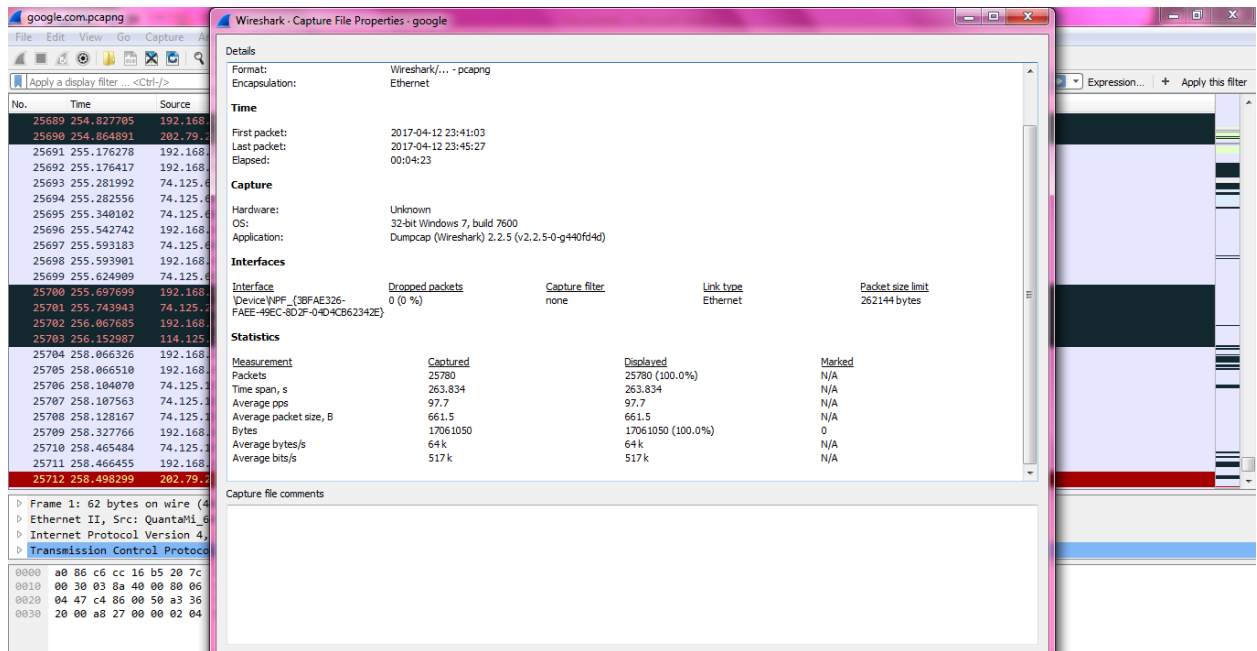 google.com.pcapng
Wireshark · Capture File Properties · google
File Edit View Go Capture
Apply a display filter ... <Ctrl-/>
Expression... + Apply this filter
No. Time Source
25689 254.827705 192.168.
25690 254.864891 202.79.2
25691 255.176278 192.168.
25692 255.176417 192.168.
25693 255.281992 74.125.6
25694 255.282556 74.125.6
25695 255.340102 74.125.6
25696 255.542742 192.168.
25697 255.593183 74.125.6
25698 255.593901 192.168.
25699 255.624909 74.125.6
25700 255.697699 192.168.
25701 255.743943 74.125.2
25702 256.067685 192.168.
25703 256.152987 114.125.
25704 258.066326 192.168.
25705 258.066510 192.168.
25706 258.104070 74.125.1
25707 258.107563 74.125.1
25708 258.128167 74.125.1
25709 258.327766 192.168.
25710 258.465484 74.125.1
25711 258.466455 192.168.
25712 258.498299 202.79.2
Frame 1: 62 bytes on wire (4
Ethernet II, Src: QuantaMi_6
Internet Protocol Version 4,
Transmission Control Protoco
0000 a0 86 c6 cc 16 b5 20 7c
0010 00 30 03 8a 40 00 80 06
0020 04 47 c4 86 00 50 a3 36
0030 20 00 a8 27 00 00 02 04
Details
Format: Wireshark/... - pcapng
Encapsulation: Ethernet
Time
First packet: 2017-04-12 23:41:03
Last packet: 2017-04-12 23:45:27
Elapsed: 00:04:23
Capture
Hardware: Unknown
OS: 32-bit Windows 7, build 7600
Application: Dumpcap (Wireshark) 2.2.5 (v2.2.5-0-g440fd4d)
Interfaces
Interface Dropped packets Capture filter Link type Packet size limit
\Device\NPF_{3BFAE326- 0 (0 %) none Ethernet 262144 bytes
FAEE-49EC-8D2F-04D4CB62342E}
Statistics
Measurement Captured Displayed Marked
Packets 25780 25780 (100.0%) N/A
Time span, s 263.834 263.834 N/A
Average pps 97.7 97.7 N/A
Average packet size, B 661.5 661.5 N/A
Bytes 17061050 17061050 (100.0%) 0
Average bytes/s 64 k 64 k N/A
Average bits/s 517 k 517 k N/A
Capture file comments